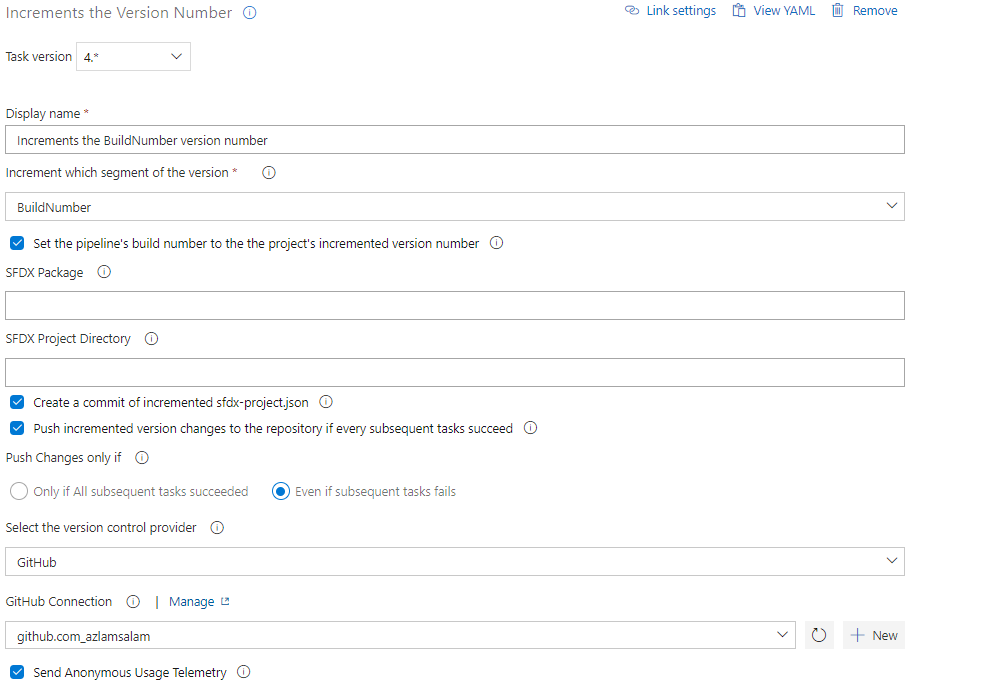 Increments the Version Number
Link settings View YAML Remove
Task version 4.*
Display name *
Increments the BuildNumber version number
Increment which segment of the version *
BuildNumber
Set the pipeline's build number to the the project's incremented version number
SFDX Package
SFDX Project Directory
Create a commit of incremented sfdx-project.json
Push incremented version changes to the repository if every subsequent tasks succeed
Push Changes only if
Only if All subsequent tasks succeeded Even if subsequent tasks fails
Select the version control provider
GitHub
GitHub Connection | Manage
github.com_azlamsalam
New
Send Anonymous Usage Telemetry